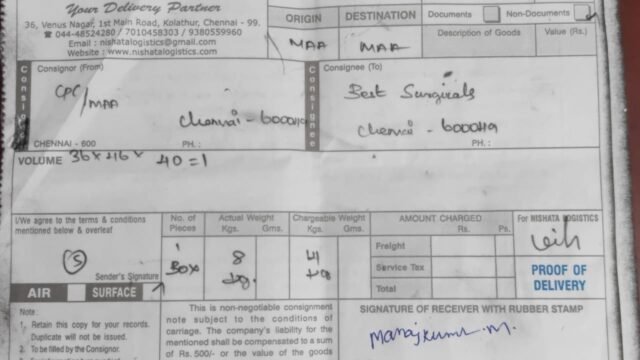 Your Delivery Partner
36, Venus Nagar, 1st Main Road, Kolathur, Chennai - 99.
☎ 044-48524280 / 7010458303 / 9380559960
Email : nishatalogistics@gmail.com
Website : www.nishatalogistics.com
ORIGIN DESTINATION
MAA MAA
Documents Non-Documents
Description of Goods Value (Rs.)
Consignor
Consignor (From)
CPC/MAA
Chennai - 600049
CHENNAI - 600 PH. :
Consignee
Consignee (To)
Best Surgicals
Chennai - 600049
PH. :
VOLUME 36 x 46 x 40 = 1
I/We agree to the terms & conditions
mentioned below & overleaf
Sender's Signature
AIR SURFACE
No. of Pieces
1
Box
Actual Weight
Kgs. Gms.
8
kg.
Chargeable Weight
Kgs. Gms.
AMOUNT CHARGED
Rs. Ps.
Freight
Service Tax
Total
For NISHATA LOGISTICS
PROOF OF
DELIVERY
Note :
1. Retain this copy for your records.
Duplicate will not be issued.
2. To be filled by the Consignor.
This is non-negotiable consignment
note subject to the conditions of
carriage. The company's liability for the
mentioned shall be compensated to a sum
of Rs. 500/- or the value of the goods
SIGNATURE OF RECEIVER WITH RUBBER STAMP
Manajkumar.M.